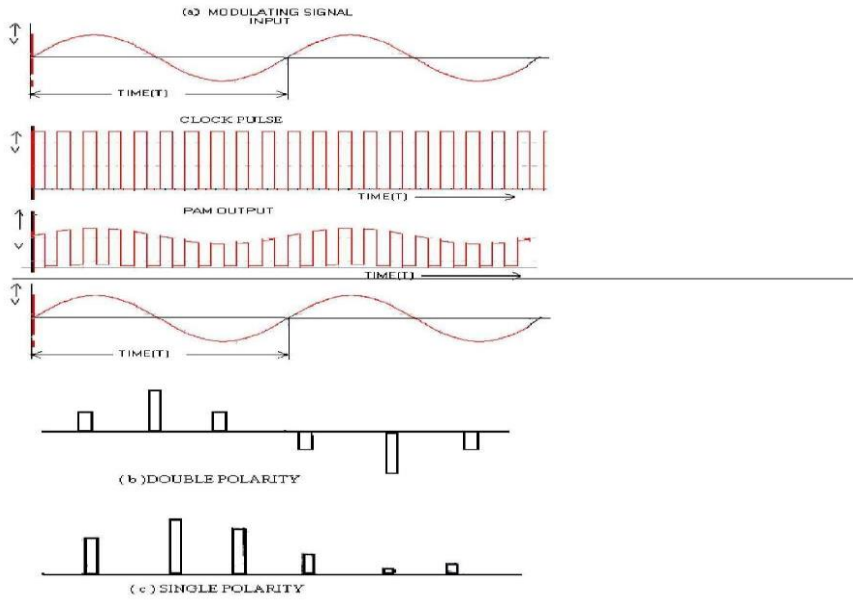 (a) MODULATING SIGNAL
INPUT
TIME(T)
CLOCK PULSE
TIME(T)
PAM OUTPUT
TIME(T)
TIME(T)
( b )DOUBLE POLARITY
( c ) SINGLE POLARITY